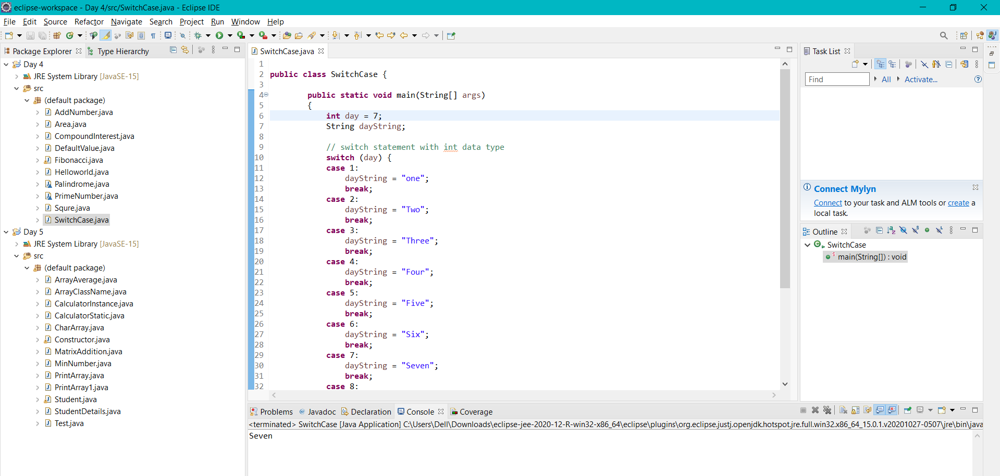 eclipse-workspace - Day 4/src/SwitchCase.java - Eclipse IDE
File Edit Source Refactor Navigate Search Project Run Window Help
Package Explorer Type Hierarchy
Day 4
JRE System Library [JavaSE-15]
src
(default package)
AddNumber.java
Area.java
CompoundInterest.java
DefaultValue.java
Fibonacci.java
Helloworld.java
Palindrome.java
PrimeNumber.java
Squre.java
SwitchCase.java
Day 5
JRE System Library [JavaSE-15]
src
(default package)
ArrayAverage.java
ArrayClassName.java
CalculatorInstance.java
CalculatorStatic.java
CharArray.java
Constructor.java
MatrixAddition.java
MinNumber.java
PrintArray.java
PrintArray1.java
Student.java
StudentDetails.java
Test.java
SwitchCase.java
1
2 public class SwitchCase {
3
4 public static void main(String[] args)
5 {
6 int day = 7;
7 String dayString;
8
9 // switch statement with int data type
10 switch (day) {
11 case 1:
12 dayString = "one";
13 break;
14 case 2:
15 dayString = "Two";
16 break;
17 case 3:
18 dayString = "Three";
19 break;
20 case 4:
21 dayString = "Four";
22 break;
23 case 5:
24 dayString = "Five";
25 break;
26 case 6:
27 dayString = "Six";
28 break;
29 case 7:
30 dayString = "Seven";
31 break;
32 case 8:
Task List
Find All Activate...
Connect Mylyn
Connect to your task and ALM tools or create a
local task.
Outline
SwitchCase
main(String[]) : void
Problems Javadoc Declaration Console Coverage
<terminated> SwitchCase [Java Application] C:\Users\Dell\Downloads\eclipse-jee-2020-12-R-win32-x86_64\eclipse\plugins\org.eclipse.justj.openjdk.hotspot.jre.full.win32.x86_64_15.0.1.v20201027-0507\jre\bin\java
Seven